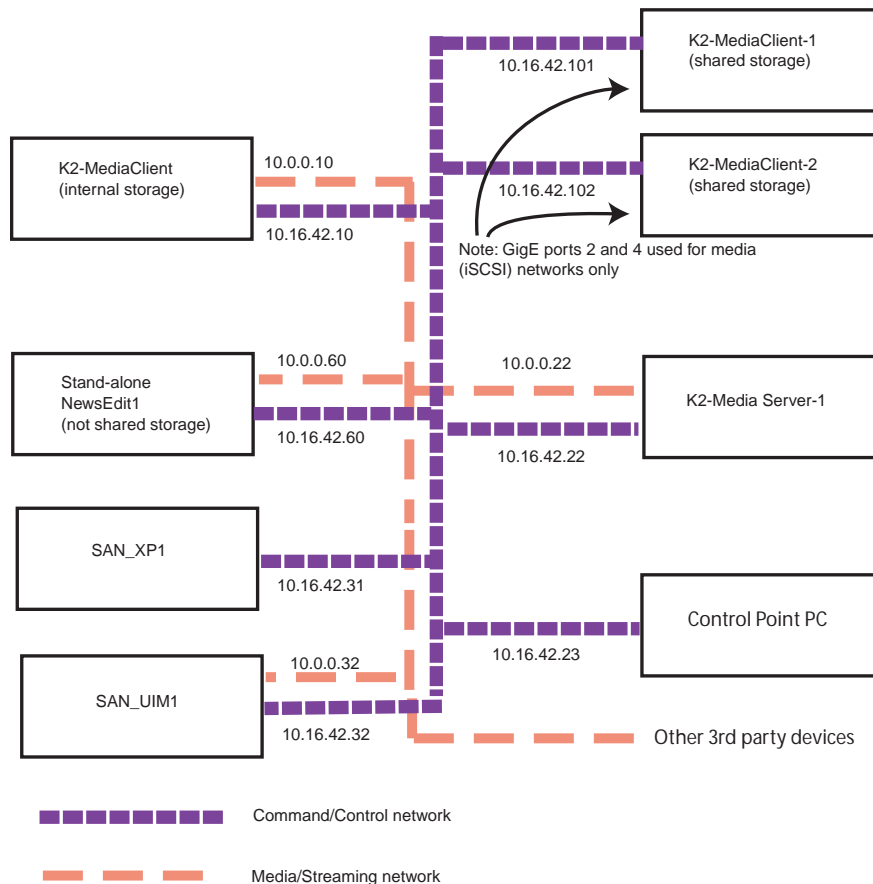 K2-MediaClient-1
(shared storage)
10.16.42.101
K2-MediaClient
(internal storage)
10.0.0.10
10.16.42.10
K2-MediaClient-2
(shared storage)
10.16.42.102
Note: GigE ports 2 and 4 used for media
(iSCSI) networks only
Stand-alone
NewsEdit1
(not shared storage)
10.0.0.60
10.16.42.60
10.0.0.22
K2-Media Server-1
10.16.42.22
SAN_XP1
10.16.42.31
Control Point PC
10.16.42.23
SAN_UIM1
10.0.0.32
10.16.42.32
Other 3rd party devices
Command/Control network
Media/Streaming network